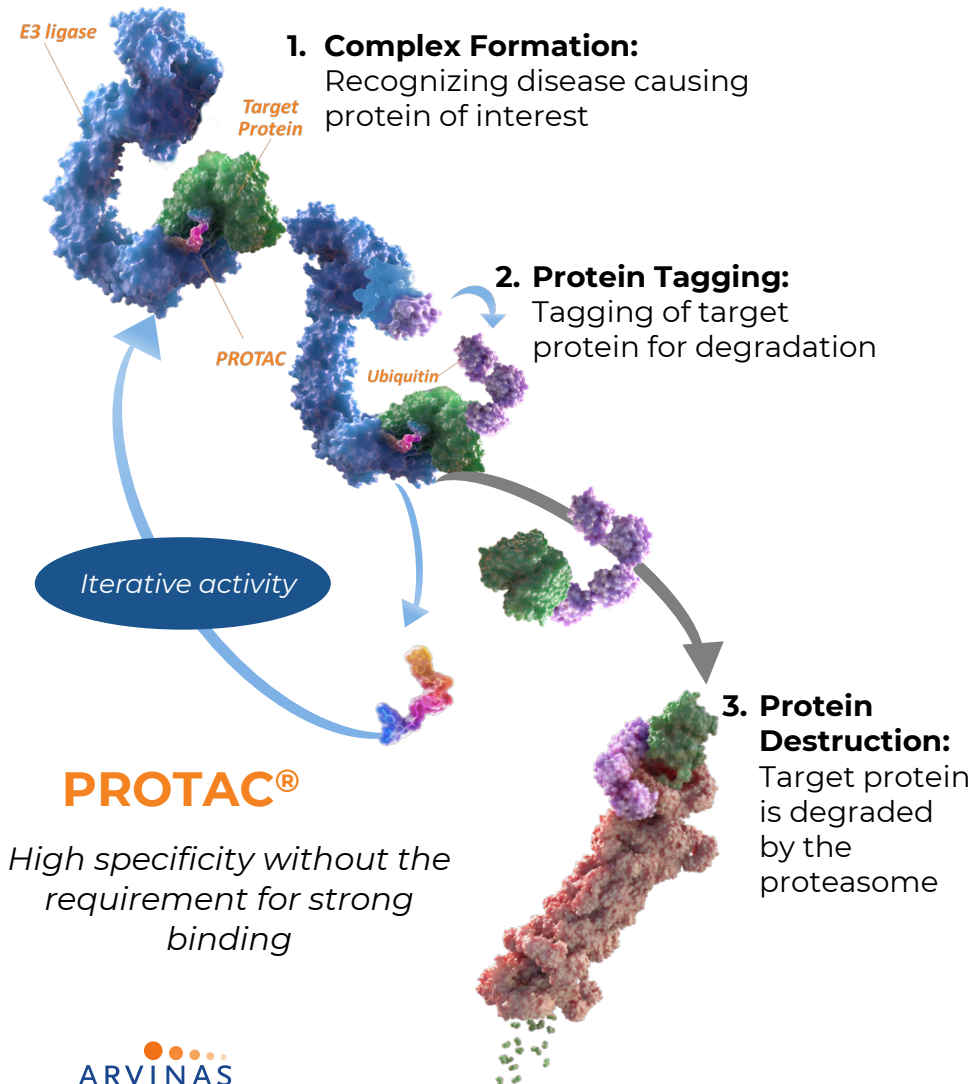 E3 ligase
1. Complex Formation:
Recognizing disease causing
protein of interest
Target
Protein
2. Protein Tagging:
Tagging of target
protein for degradation
PROTAC
Ubiquitin
Iterative activity
3. Protein
Destruction:
Target protein
is degraded
by the
proteasome
PROTAC®
High specificity without the
requirement for strong
binding
ARVINAS